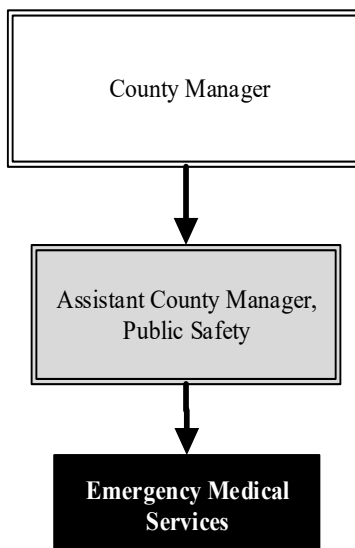 County Manager
Assistant County Manager,
Public Safety
Emergency Medical
Services